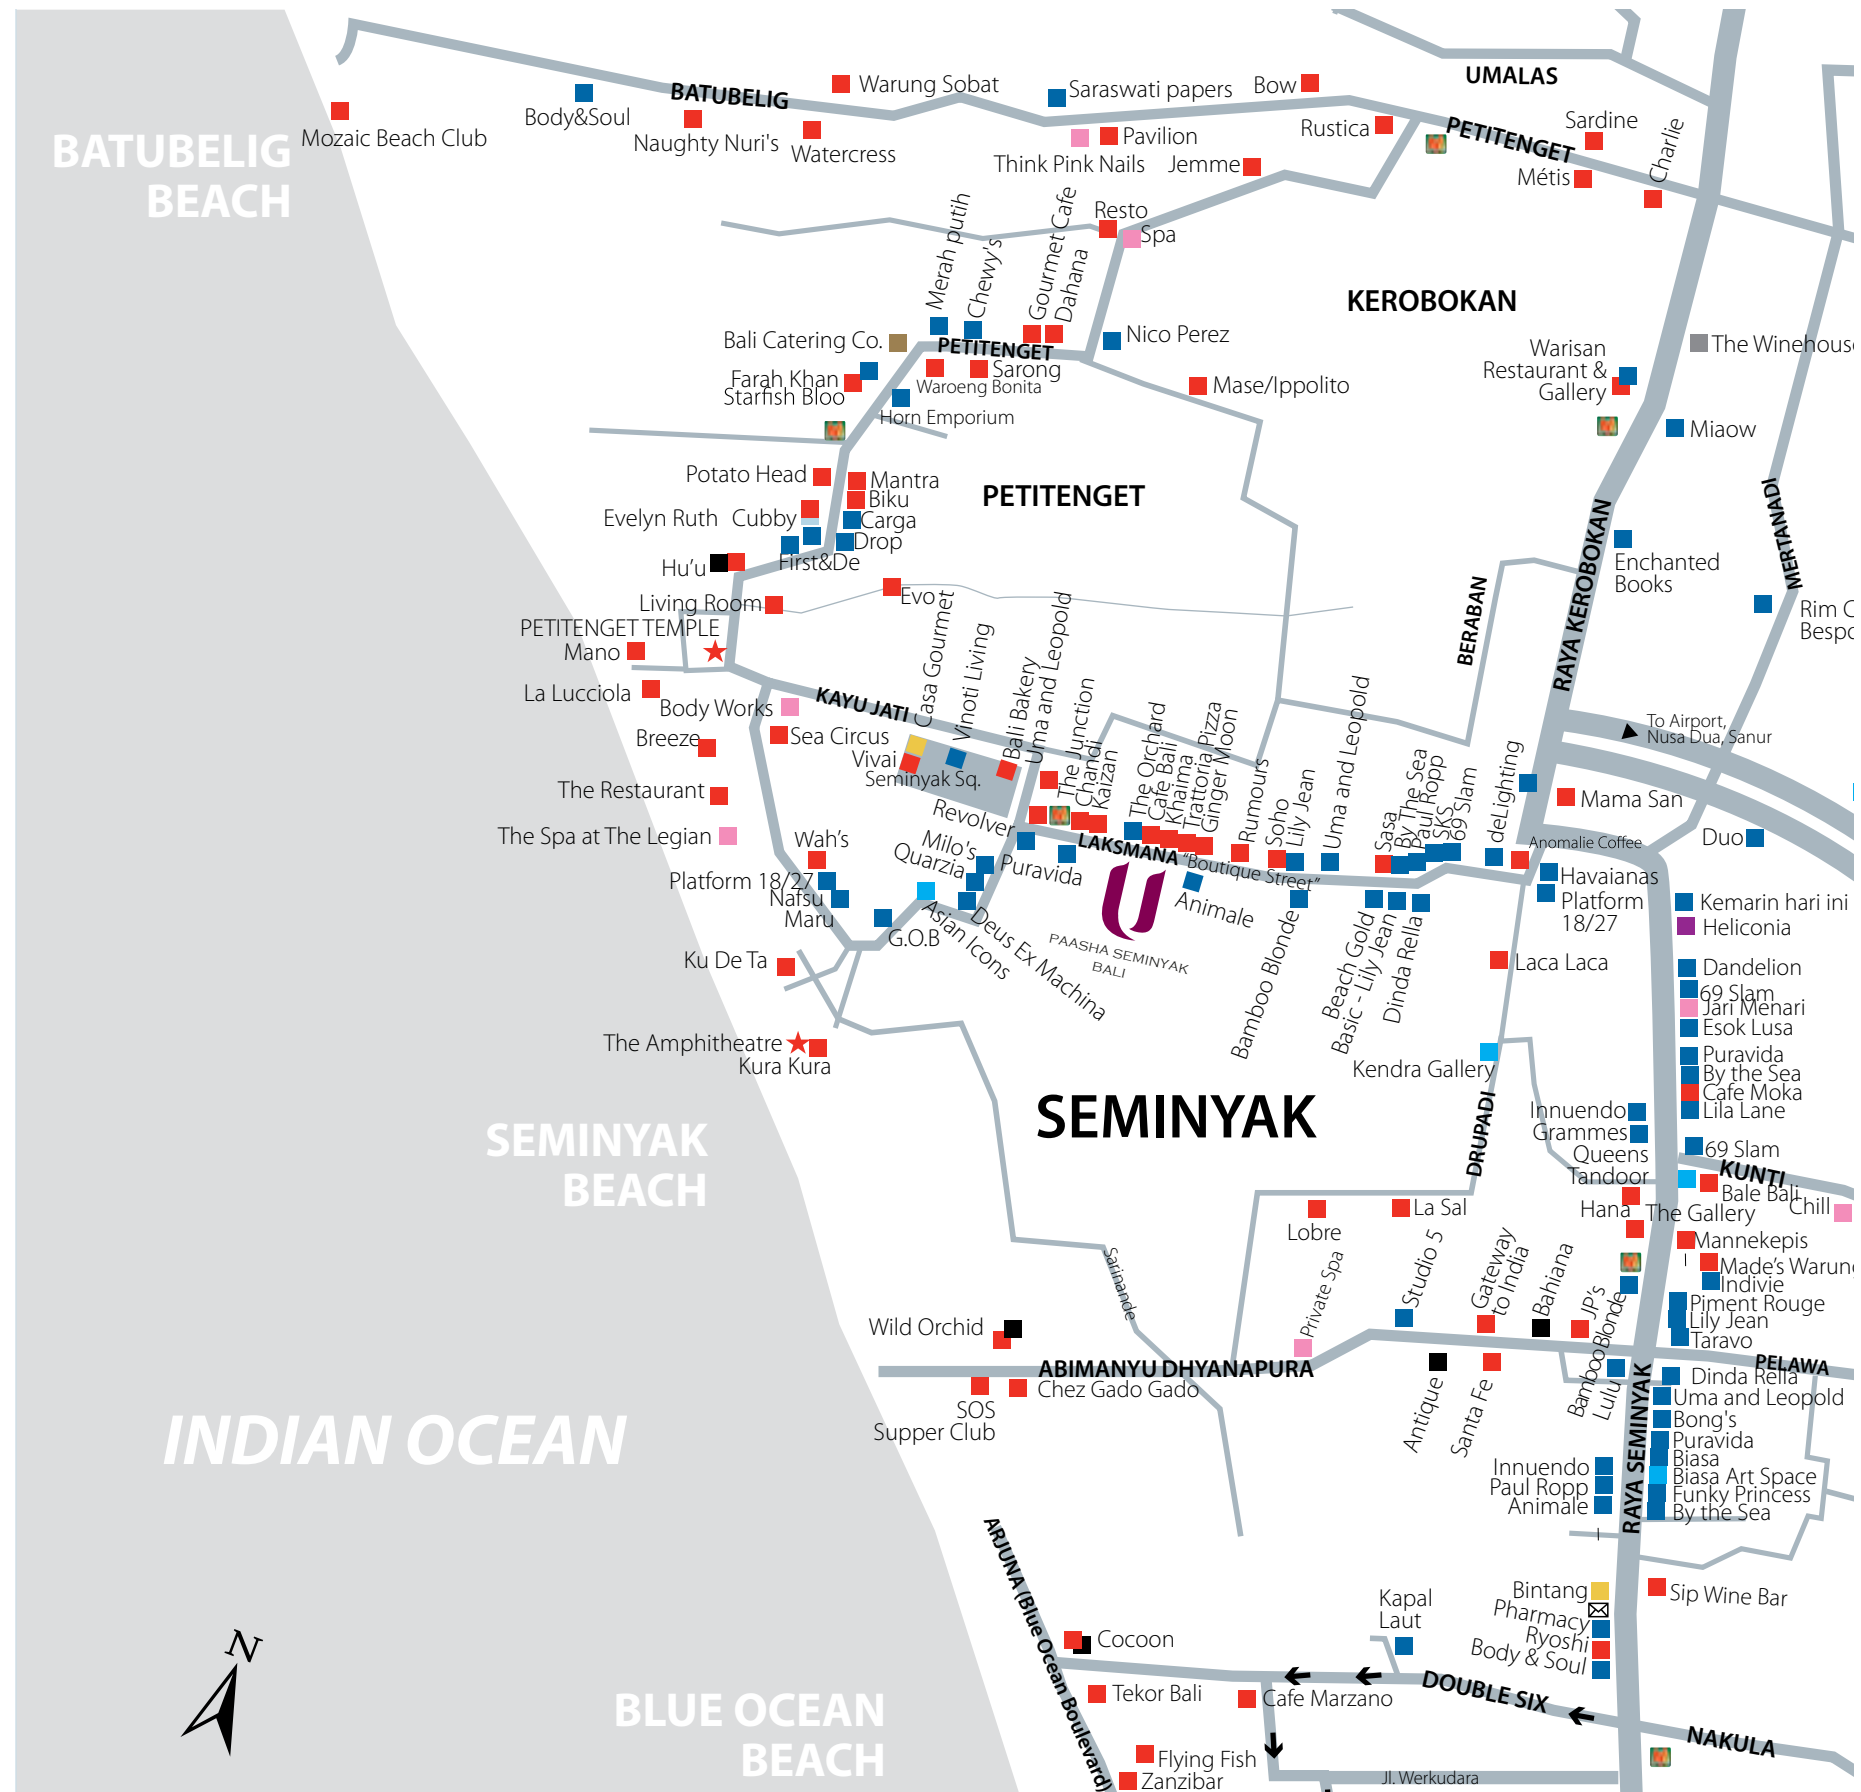 UMALAS
BATUBELIG
Warung Sobat
Saraswati papers
Bow
Body&Soul
Mozaic Beach Club
Naughty Nuri's
Watercress
Pavilion
Think Pink Nails
Jemme
Rustica
PETITENGET
Sardine
Métis
Charlie
BATUBELIG
BEACH
Resto
Spa
Merah putih
Chewy's
Gourmet Cafe
Dahana
KEROBOKAN
Nico Perez
Bali Catering Co.
PETITENGET
Farah Khan
Starfish Bloo
Waroeng Bonita
Sarong
Horn Emporium
Mase/Ippolito
Warisan
Restaurant &
Gallery
The Winehouse
Miaow
Potato Head
Mantra
Biku
Evelyn Ruth
Cubby
Carga
Drop
First&De
PETITENGET
Hu'u
Living Room
Evo
PETITENGET TEMPLE
Mano
La Lucciola
Body Works
Breeze
Sea Circus
KAYU JATI
Casa Gourmet
Vinoti Living
Bali Bakery
Uma and Leopold
Vivai
Seminyak Sq.
Revolver
The Junction
Chandi
Kaizan
The Orchard
Cafe Bali
Khaima
Trattoria Pizza
Ginger Moon
Rumours
Soho
Lily Jean
Uma and Leopold
Sasa
By The Sea
Paul Ropp
SKS
69 Slam
deLighting
BERABAN
RAYA KEROBOKAN
MERTANADI
Enchanted
Books
Rim C
Bespo
To Airport,
Nusa Dua, Sanur
Mama San
Anomalie Coffee
Duo
The Restaurant
The Spa at The Legian
Wah's
Platform 18/27
Nafsu
Maru
G.O.B
Milo's
Quarzia
Puravida
LAKSMANA
"Boutique Street"
Asian Icons
Deus Ex Machina
PAASHA SEMINYAK
BALI
Animale
Bamboo Blonde
Beach Gold
Basic - Lily Jean
Dinda Rella
Havaianas
Platform
18/27
Laca Laca
Kendra Gallery
Ku De Ta
The Amphitheatre
Kura Kura
Kemarin hari ini
Heliconia
Dandelion
69 Slam
Jari Menari
Esok Lusa
Puravida
By the Sea
Cafe Moka
Lila Lane
69 Slam
KUNTI
Innuendo
Grammes
Queens
Tandoor
Hana
The Gallery
Bale Bali
Chill
SEMINYAK
DRUPADI
SEMINYAK
BEACH
Lobre
La Sal
Mannekepis
Made's Warung
Indivie
Piment Rouge
Lily Jean
Taravo
Sarinande
Private Spa
Studio 5
Gateway
to India
Bahiana
JP's
Bamboo Blonde
Lulu
Wild Orchid
ABIMANYU DHYANAPURA
PELAWA
SOS
Supper Club
Chez Gado Gado
Antique
Santa Fe
Dinda Rella
Uma and Leopold
Bong's
Puravida
Biasa
Biasa Art Space
Funky Princess
By the Sea
RAYA SEMINYAK
Innuendo
Paul Ropp
Animale
INDIAN OCEAN
ARJUNA (Blue Ocean Boulevard)
Bintang
Pharmacy
Ryoshi
Body & Soul
Sip Wine Bar
Kapal
Laut
N
Cocoon
Tekor Bali
Cafe Marzano
DOUBLE SIX
NAKULA
BLUE OCEAN
BEACH
Flying Fish
Zanzibar
Jl. Werkudara